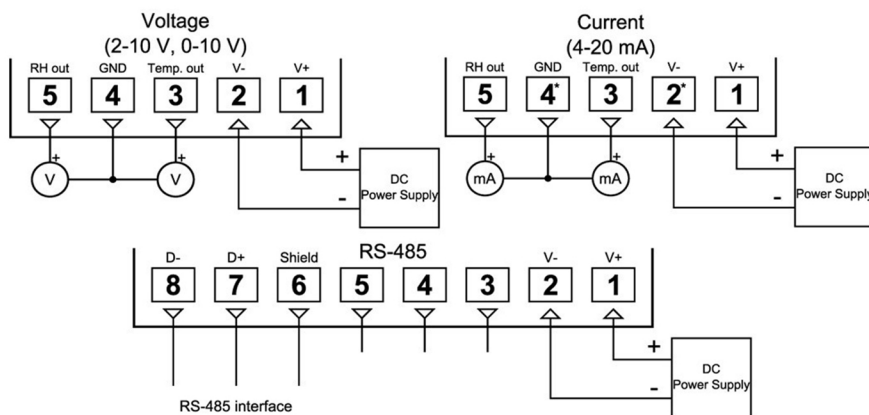 Voltage
(2-10 V, 0-10 V)
RH out GND Temp. out V- V+
5 4 3 2 1
+ +
V V
+
-
DC
Power Supply
Current
(4-20 mA)
RH out GND Temp. out V- V+
5 4* 3 2* 1
+ +
mA mA
+
-
DC
Power Supply
RS-485
D- D+ Shield V- V+
8 7 6 5 4 3 2 1
+
-
DC
Power Supply
RS-485 interface